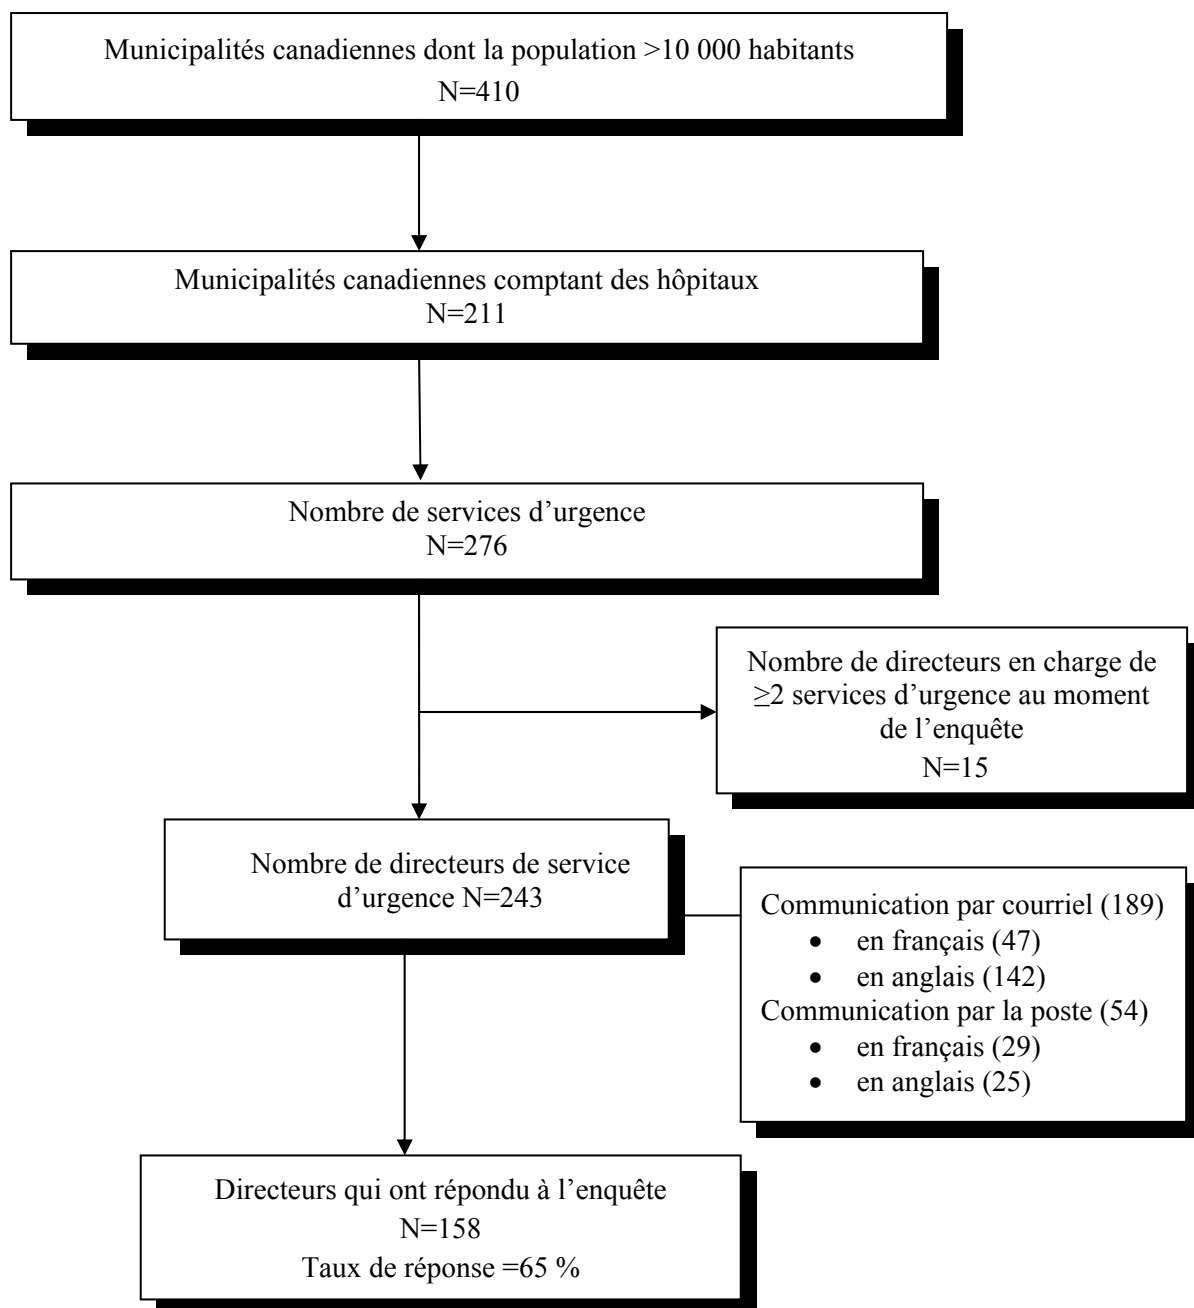 Municipalités canadiennes dont la population >10 000 habitants
N=410
Municipalités canadiennes comptant des hôpitaux
N=211
Nombre de services d’urgence
N=276
Nombre de directeurs en charge de
≥2 services d’urgence au moment
de l’enquête
N=15
Nombre de directeurs de service
d’urgence N=243
Communication par courriel (189)
• en français (47)
• en anglais (142)
Communication par la poste (54)
• en français (29)
• en anglais (25)
Directeurs qui ont répondu à l’enquête
N=158
Taux de réponse =65 %